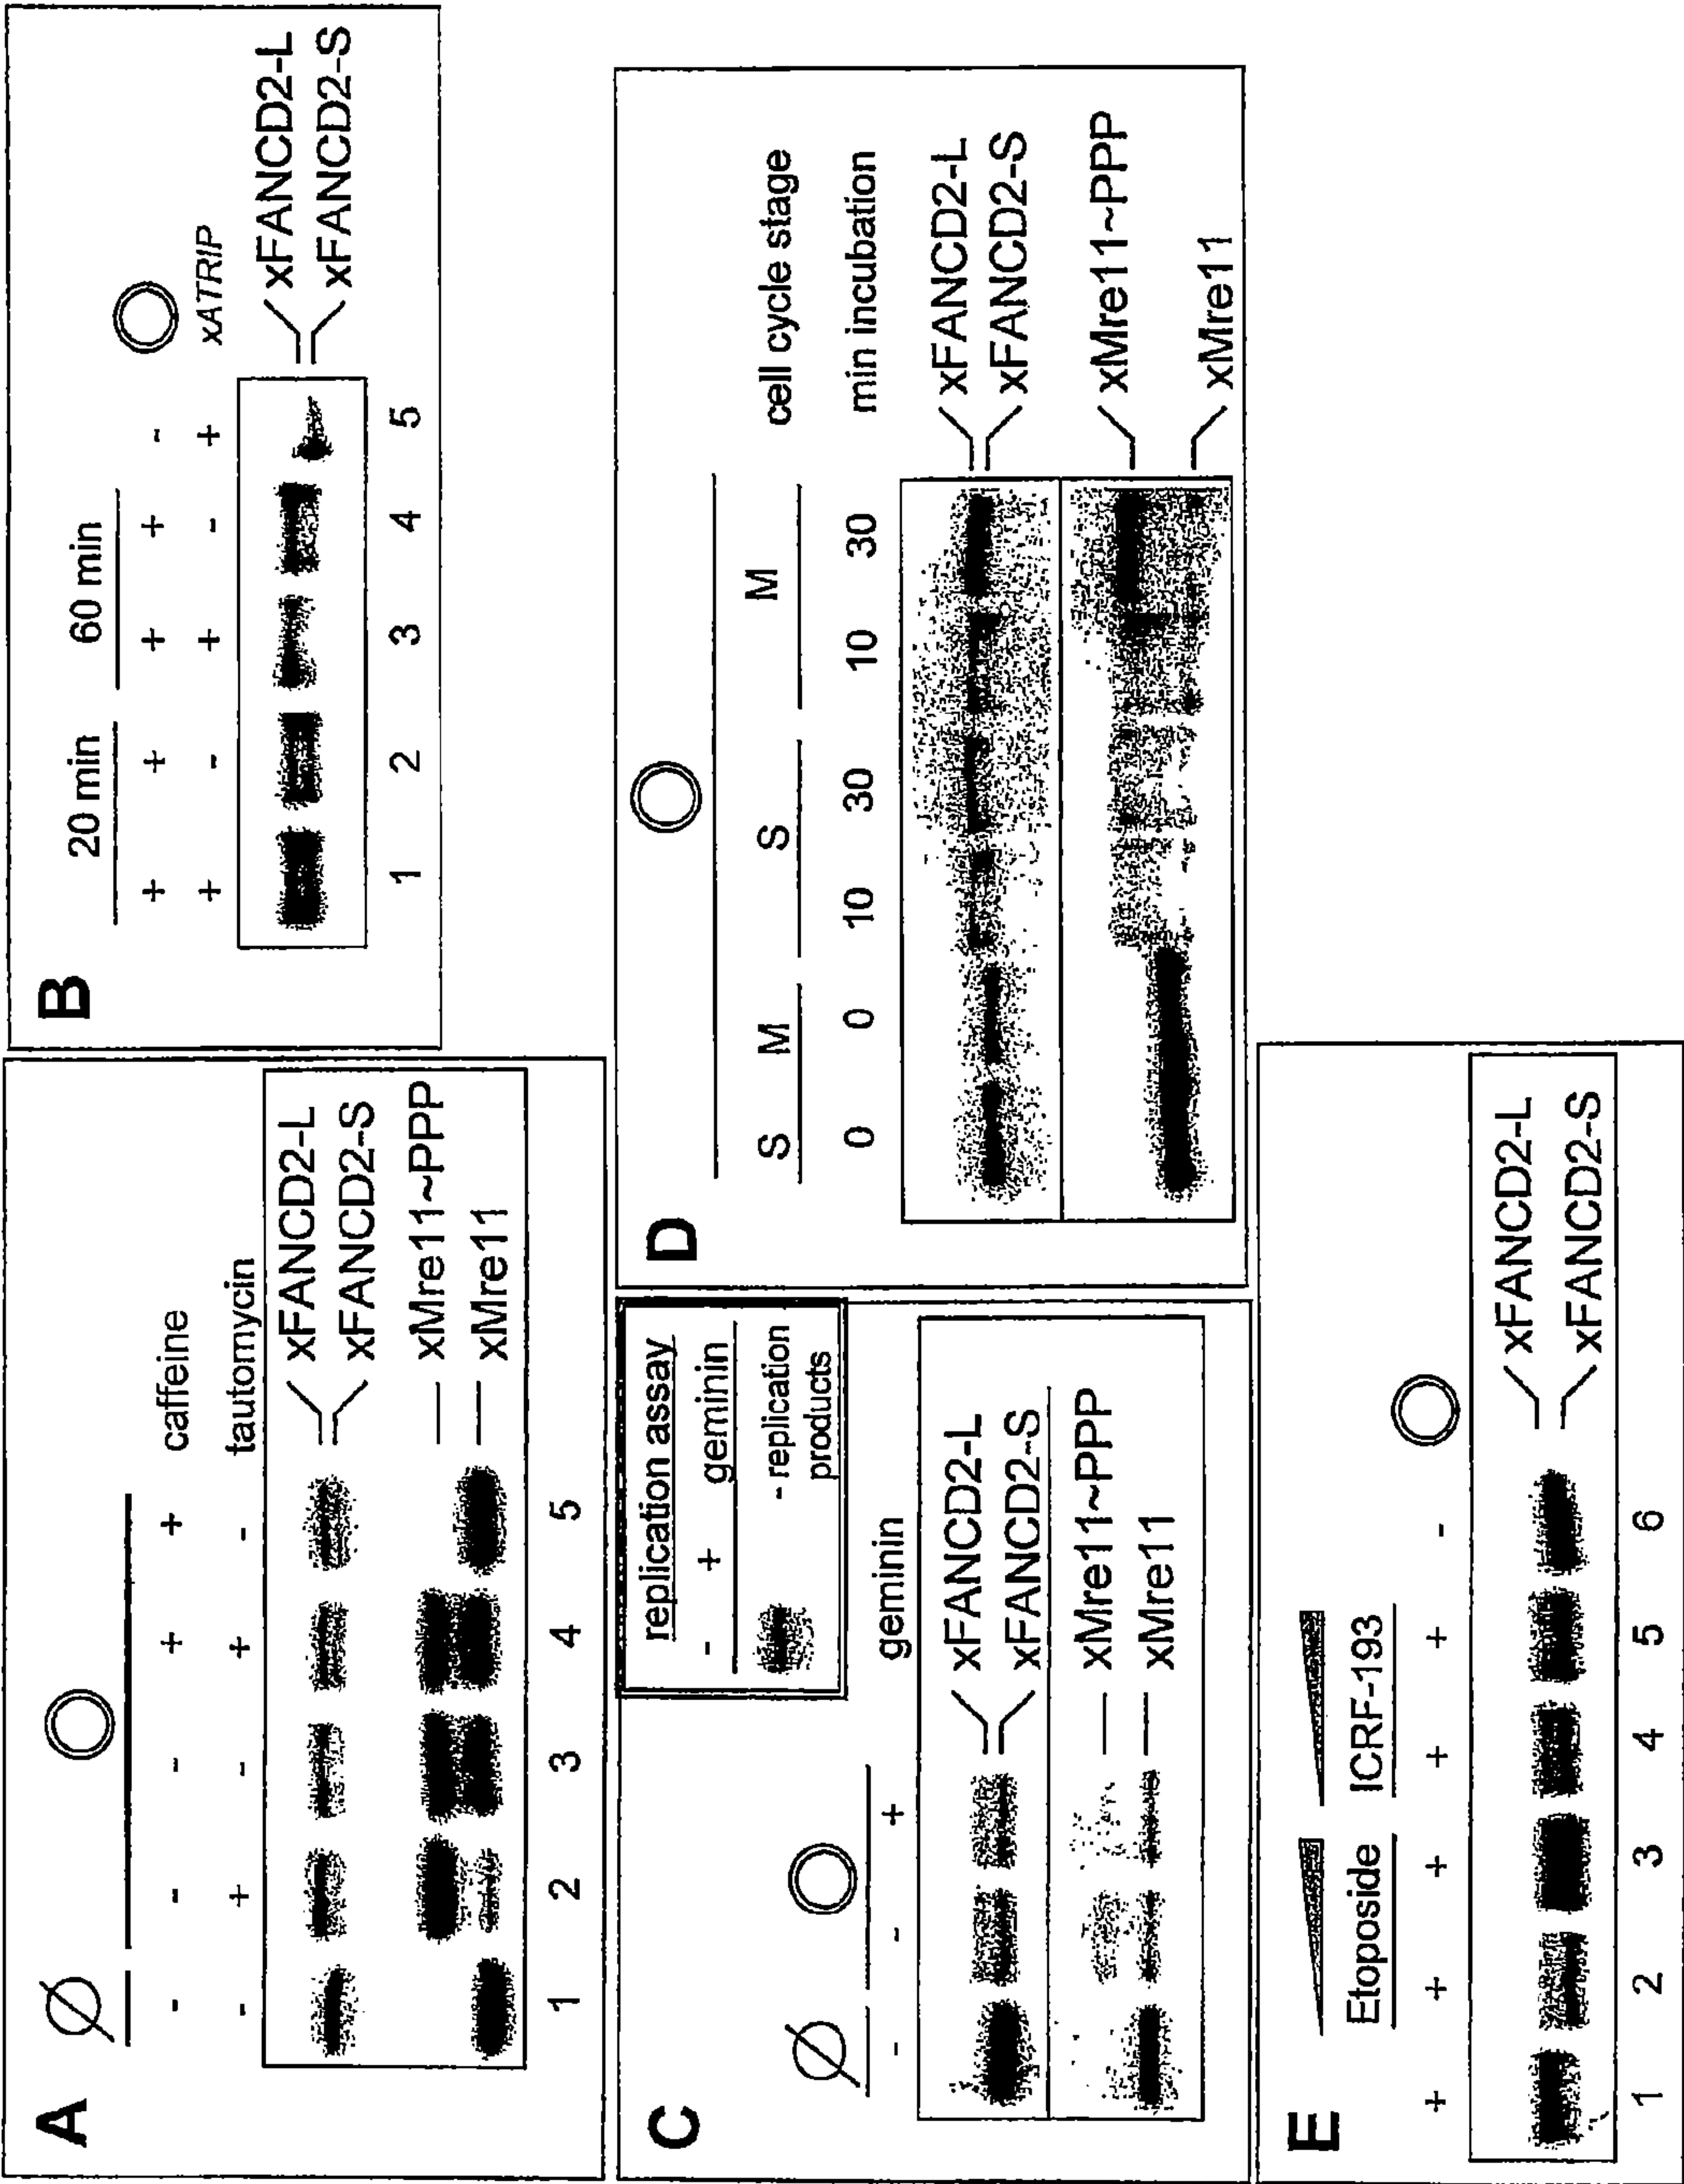 A
Ø
- - - + + caffeine
- + - + - tautomycin
xFANCD2-L
xFANCD2-S
xMre11~PPP
xMre11
1 2 3 4 5
B
20 min 60 min
+ + + + -
+ - + - + xATRIP
xFANCD2-L
xFANCD2-S
1 2 3 4 5
C
Ø
- - + geminin
xFANCD2-L
xFANCD2-S
xMre11~PPP
xMre11
replication assay
- + geminin
- replication
products
D
S M S M cell cycle stage
0 0 10 30 10 30 min incubation
xFANCD2-L
xFANCD2-S
xMre11~PPP
xMre11
E
Etoposide ICRF-193
+ + + + + -
xFANCD2-L
xFANCD2-S
1 2 3 4 5 6